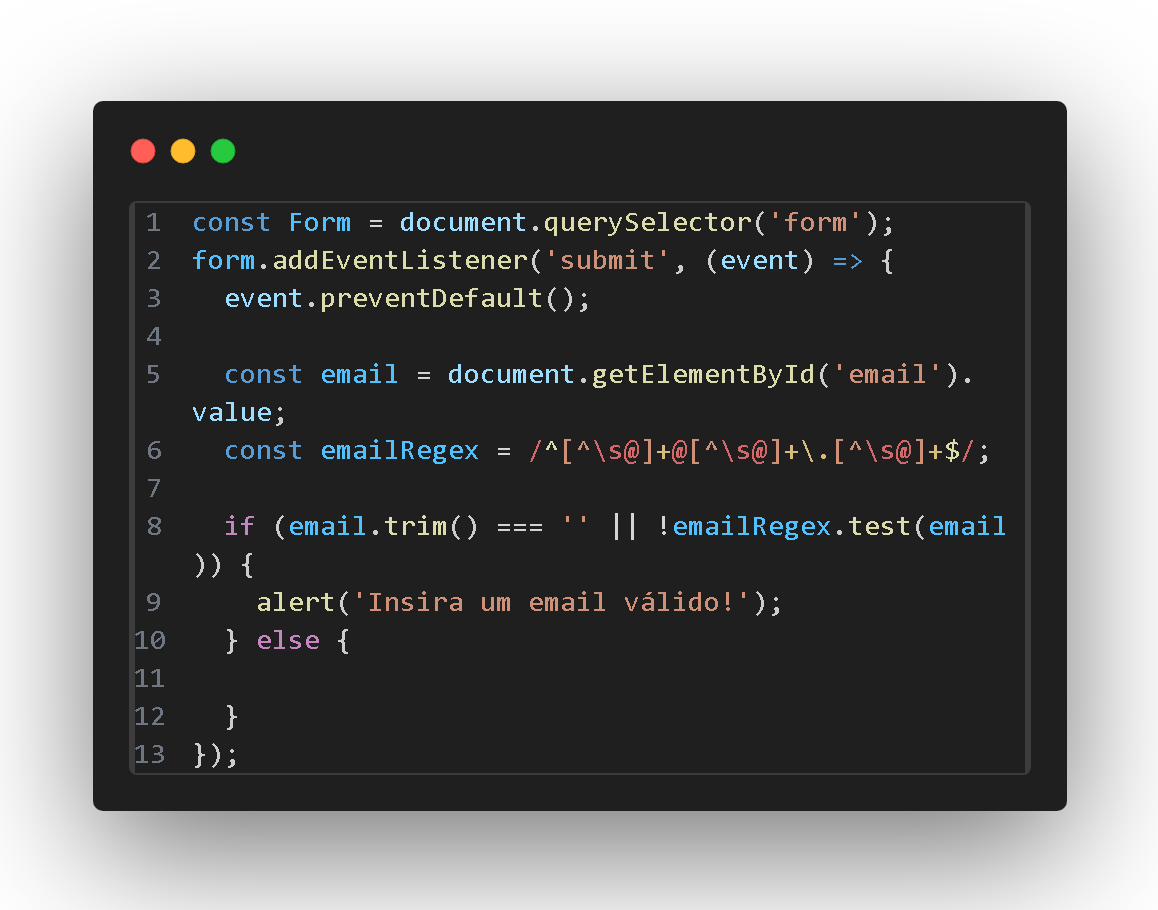 1 const Form = document.querySelector('form');
2 form.addEventListener('submit', (event) => {
3   event.preventDefault();
4
5   const email = document.getElementById('email').
value;
6   const emailRegex = /^[^\s@]+@[^\s@]+\.[^\s@]+$/;
7
8   if (email.trim() === '' || !emailRegex.test(email
)) {
9     alert('Insira um email válido!');
10   } else {
11
12   }
13 });